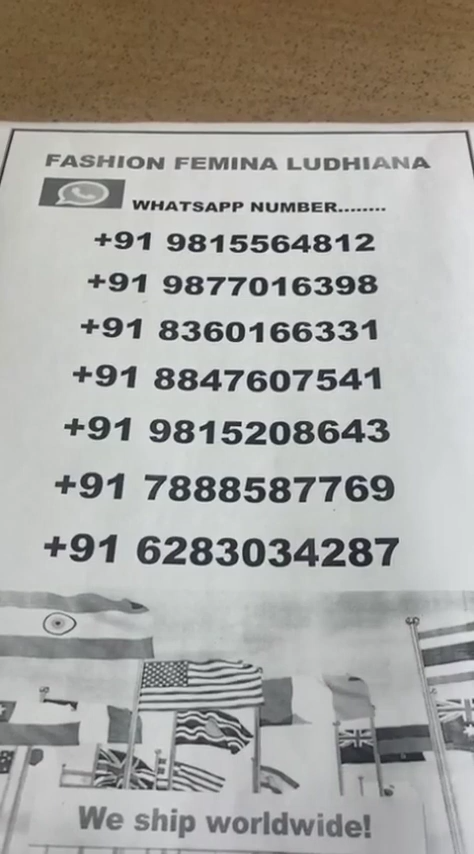 FASHION FEMINA LUDHIANA
WHATSAPP NUMBER........
+91 9815564812
+91 9877016398
+91 8360166331
+91 8847607541
+91 9815208643
+91 7888587769
+91 6283034287
We ship worldwide!